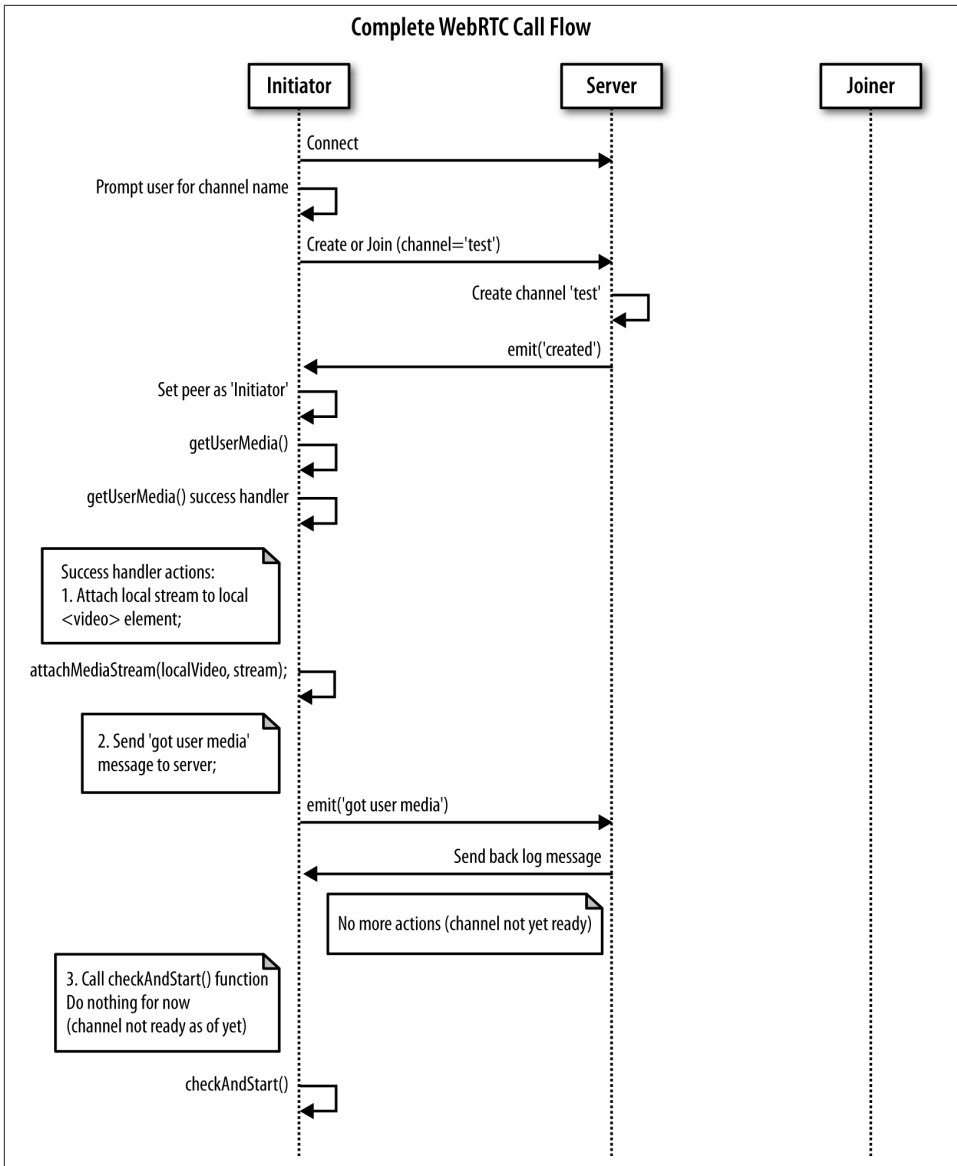 Complete WebRTC Call Flow
Initiator
Server
Joiner
Connect
Prompt user for channel name
Create or Join (channel='test')
Create channel 'test'
emit('created')
Set peer as 'Initiator'
getUserMedia()
getUserMedia() success handler
Success handler actions:
1. Attach local stream to local
<video> element;
attachMediaStream(localVideo, stream);
2. Send 'got user media'
message to server;
emit('got user media')
Send back log message
No more actions (channel not yet ready)
3. Call checkAndStart() function
Do nothing for now
(channel not ready as of yet)
checkAndStart()